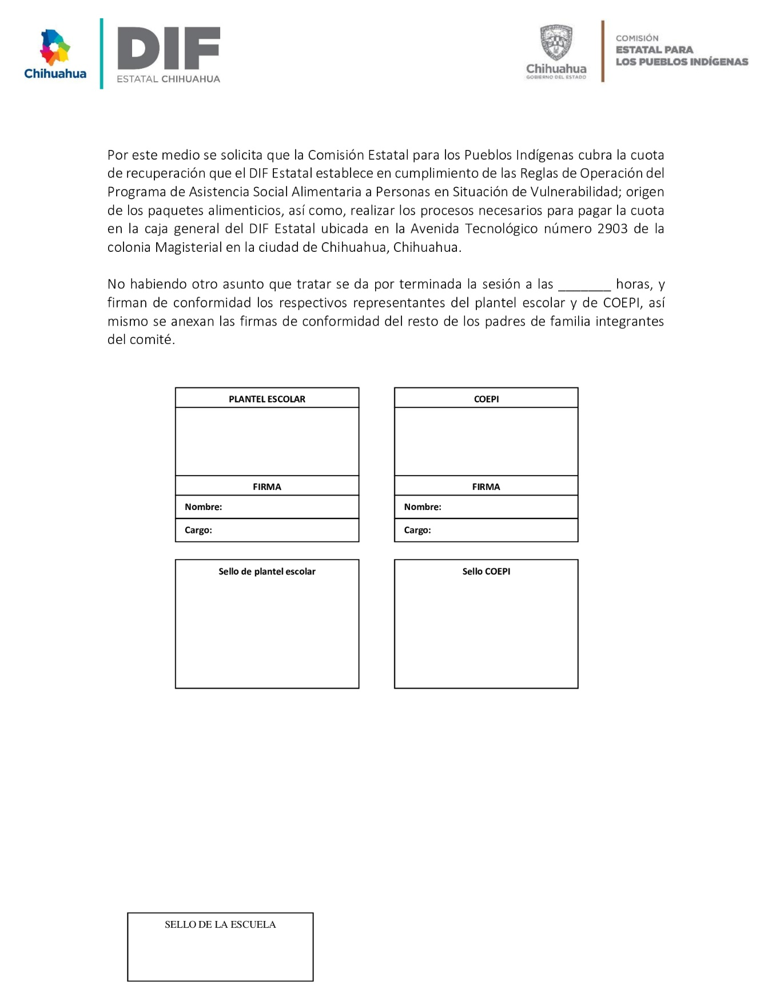 Chihuahua
DIF
ESTATAL CHIHUAHUA
Chihuahua
GOBIERNO DEL ESTADO
COMISIÓN
ESTATAL PARA
LOS PUEBLOS INDÍGENAS
Por este medio se solicita que la Comisión Estatal para los Pueblos Indígenas cubra la cuota
de recuperación que el DIF Estatal establece en cumplimiento de las Reglas de Operación del
Programa de Asistencia Social Alimentaria a Personas en Situación de Vulnerabilidad; origen
de los paquetes alimenticios, así como, realizar los procesos necesarios para pagar la cuota
en la caja general del DIF Estatal ubicada en la Avenida Tecnológico número 2903 de la
colonia Magisterial en la ciudad de Chihuahua, Chihuahua.
No habiendo otro asunto que tratar se da por terminada la sesión a las _______ horas, y
firman de conformidad los respectivos representantes del plantel escolar y de COEPI, así
mismo se anexan las firmas de conformidad del resto de los padres de familia integrantes
del comité.
PLANTEL ESCOLAR
FIRMA
Nombre:
Cargo:
COEPI
FIRMA
Nombre:
Cargo:
Sello de plantel escolar
Sello COEPI
SELLO DE LA ESCUELA